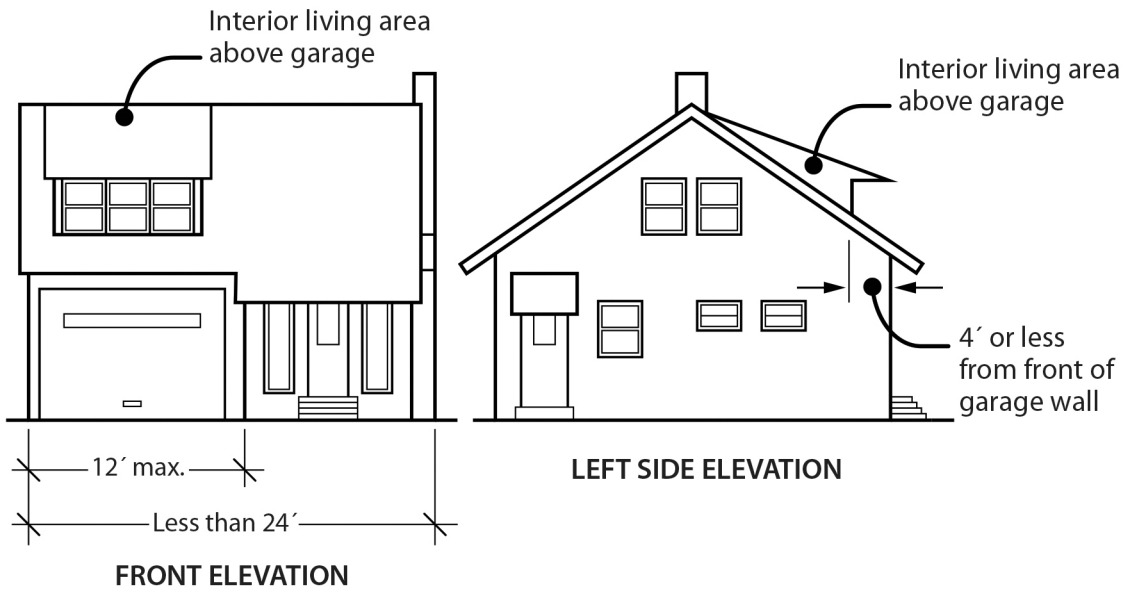 Interior living area
above garage
Interior living area
above garage
4´ or less
from front of
garage wall
12´ max.
Less than 24´
FRONT ELEVATION
LEFT SIDE ELEVATION